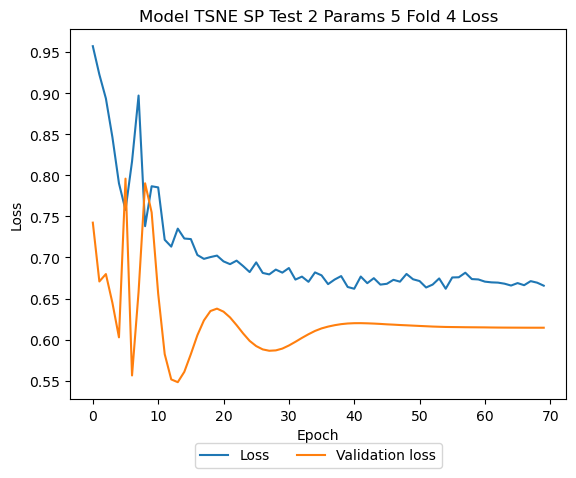 Model TSNE SP Test 2 Params 5 Fold 4 Loss
0.95
0.90
0.85
0.80
0.75
0.70
0.65
0.60
0.55
Loss
0 10 20 30 40 50 60 70
Epoch
Loss Validation loss